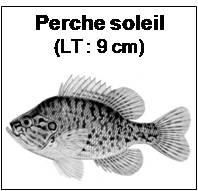 Perche soleil
(LT : 9 cm)